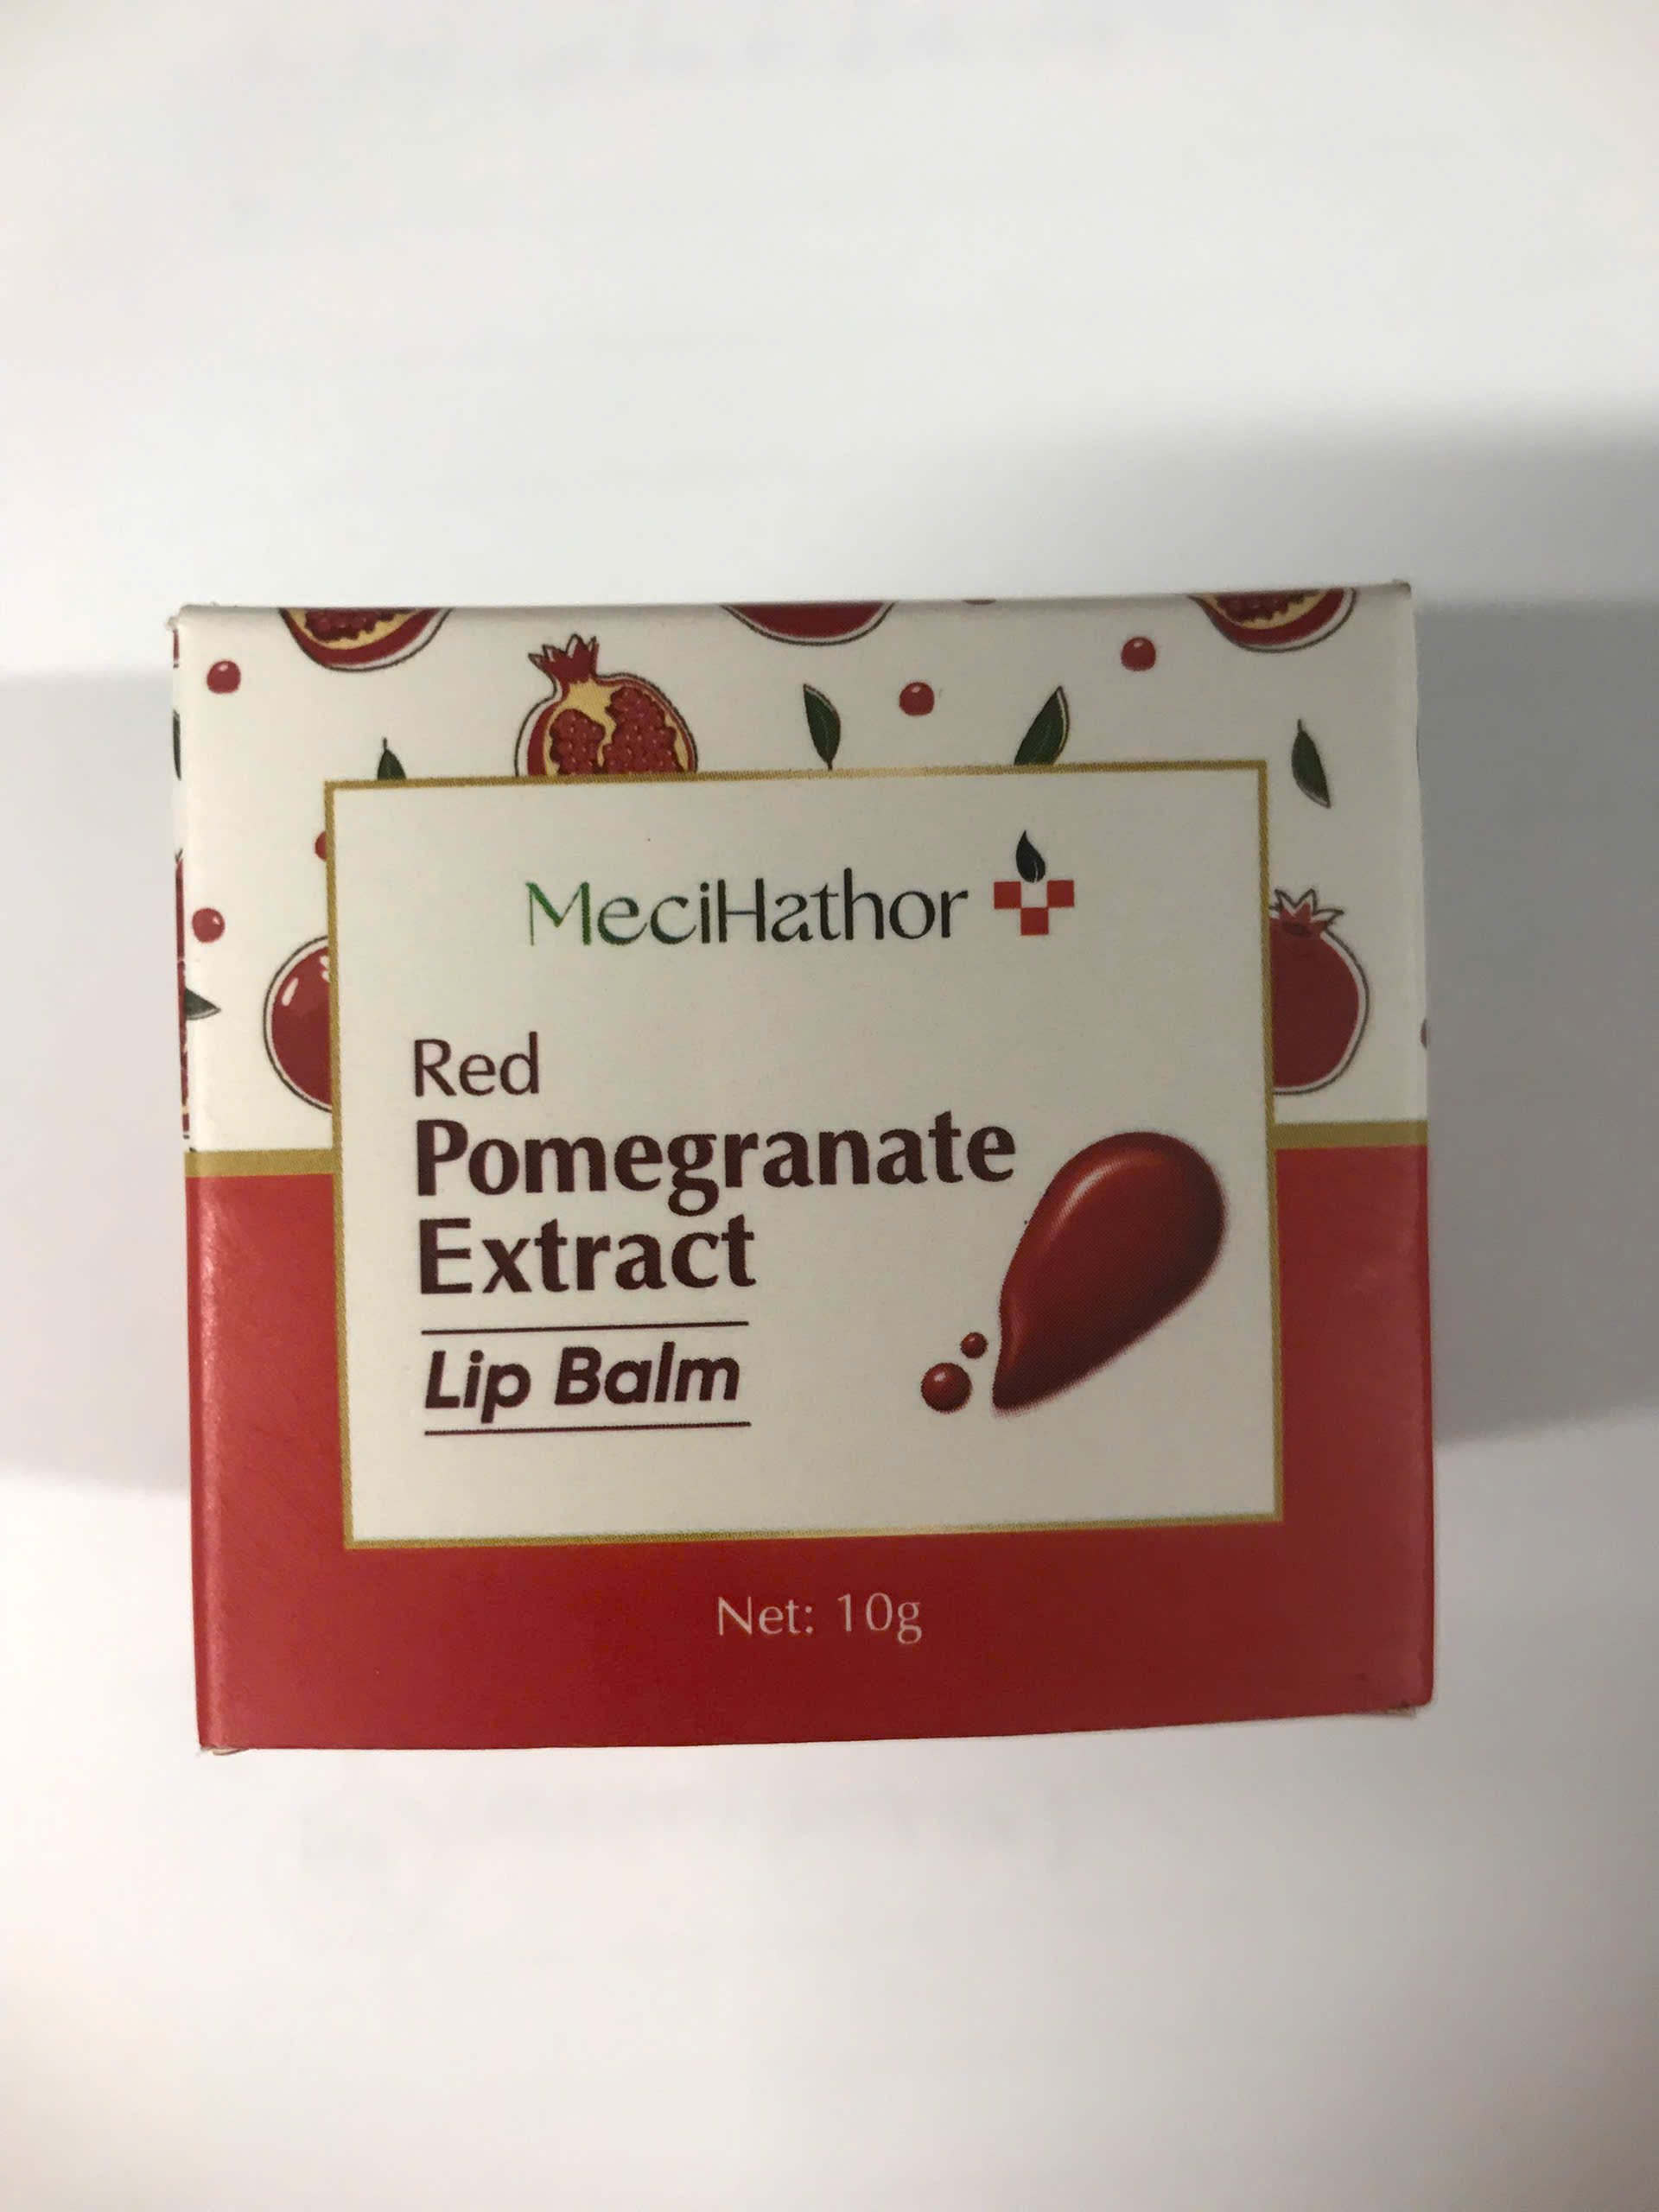 MeciHathor
Red
Pomegranate
Extract
Lip Balm
Net: 10g